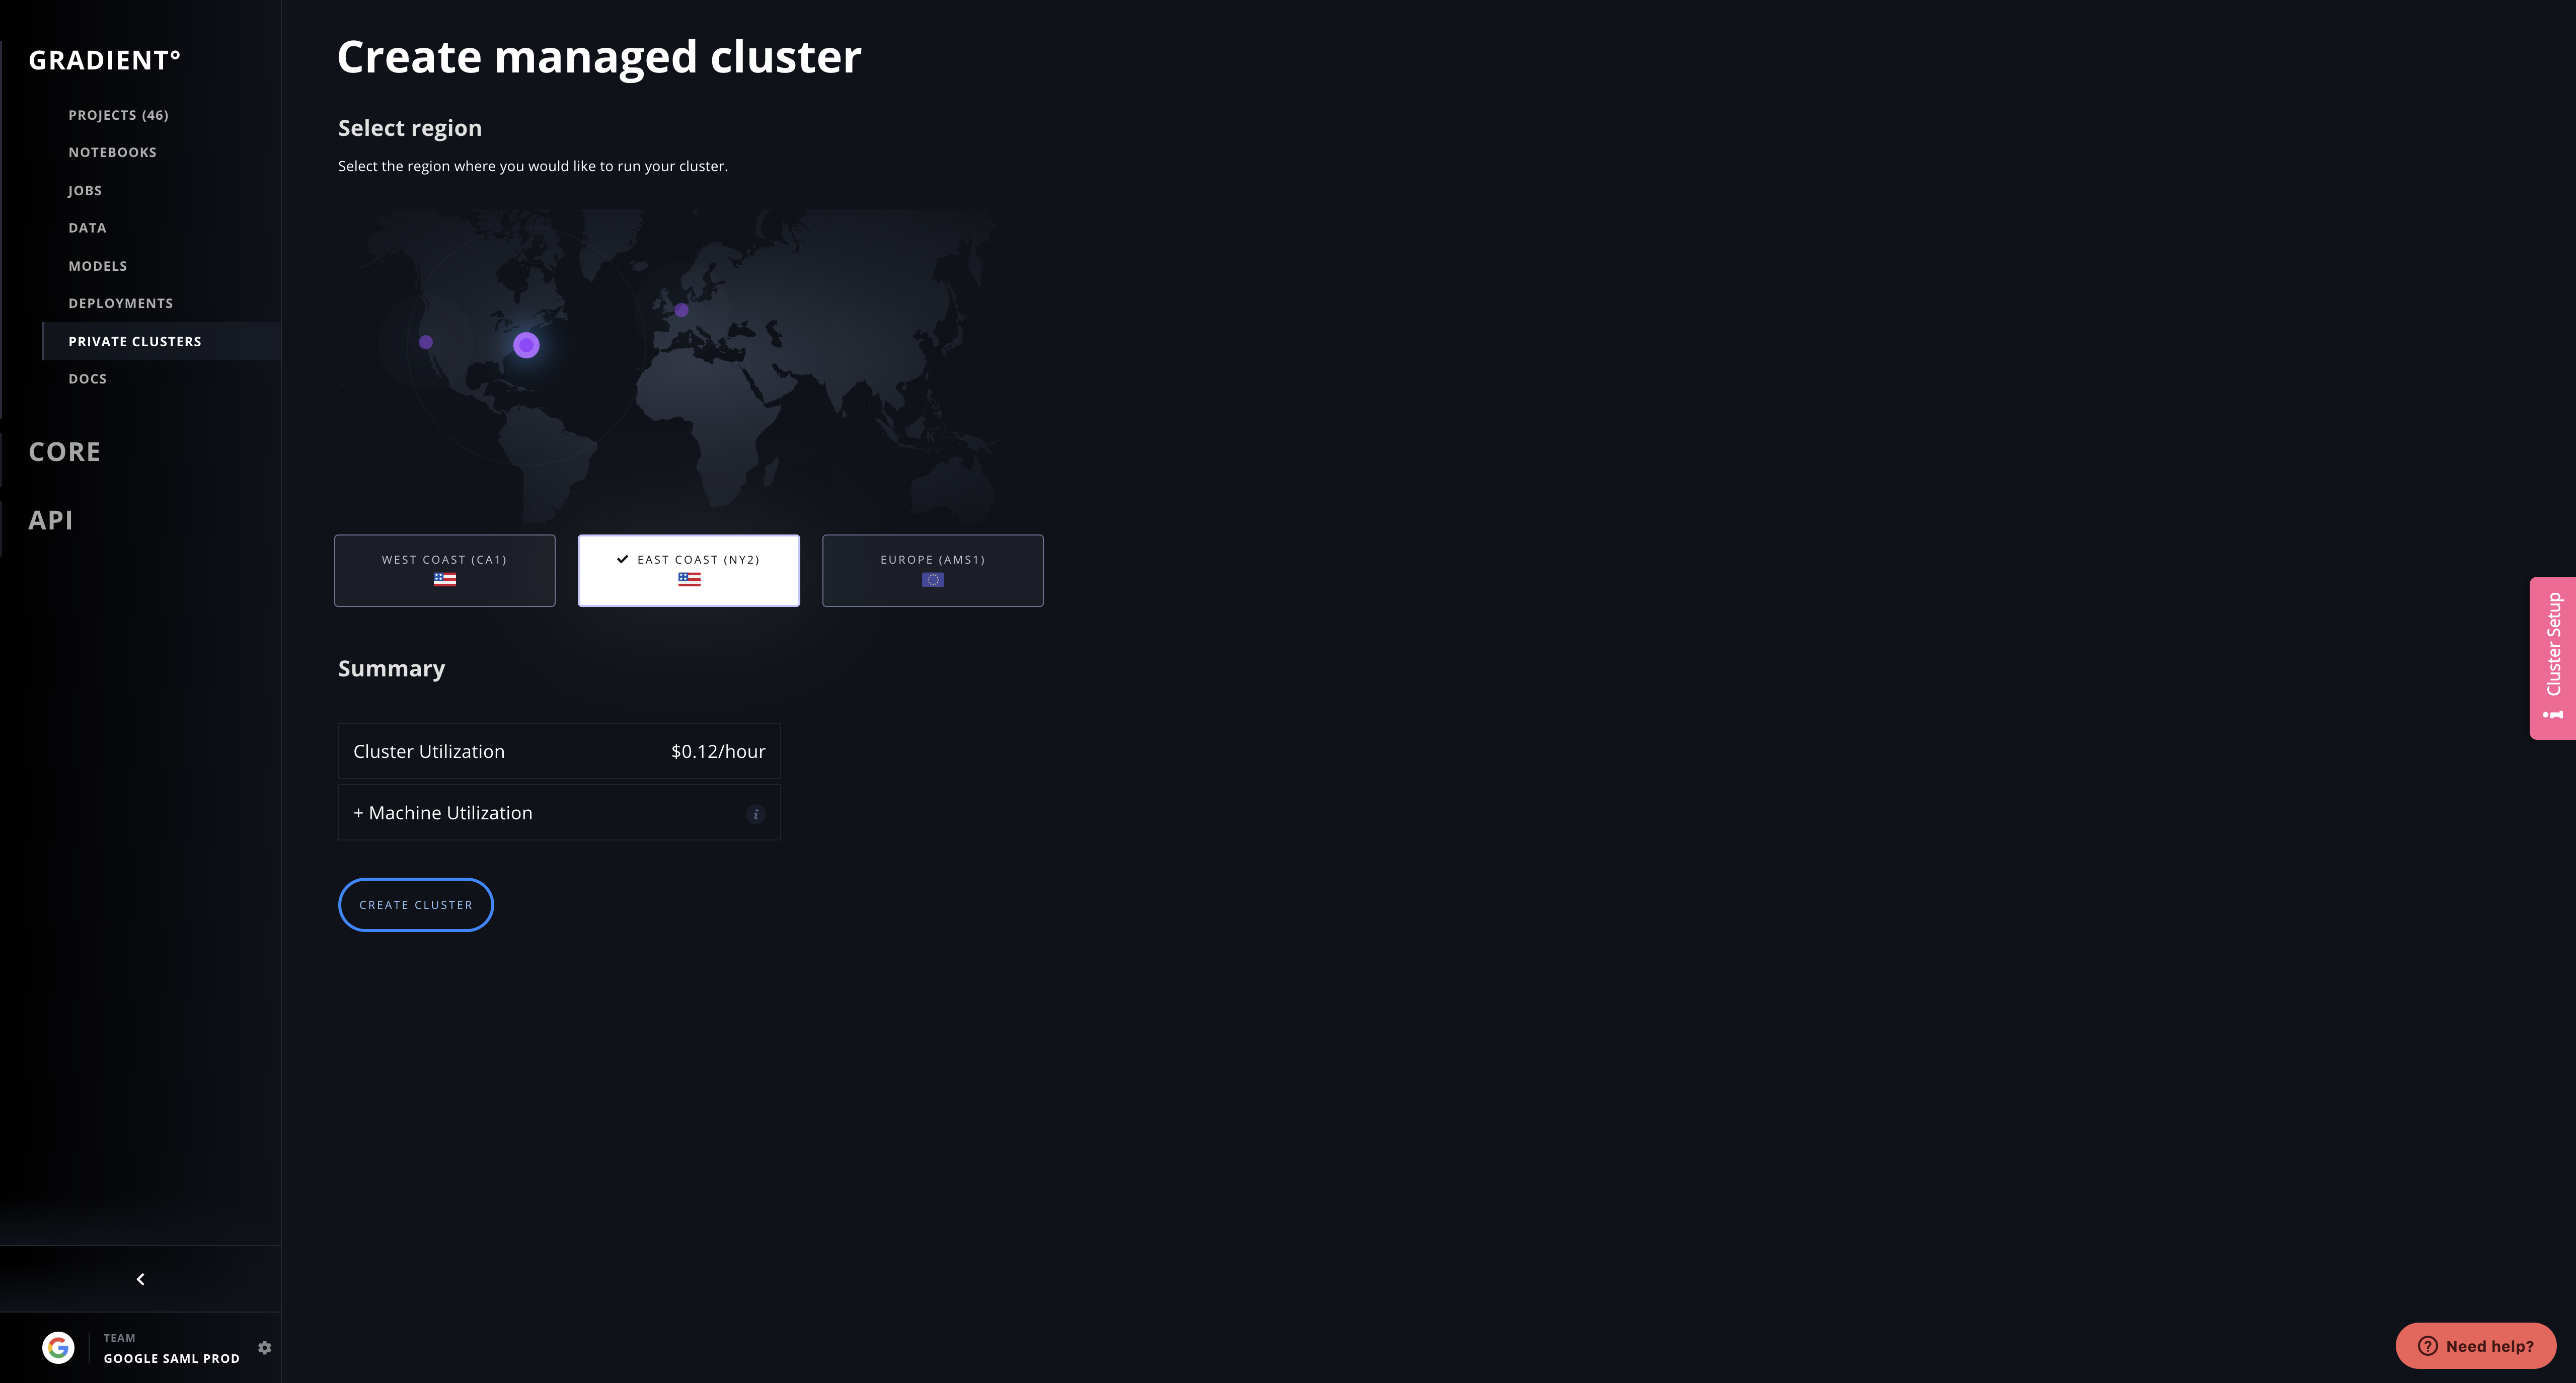 GRADIENT°
PROJECTS (46)
NOTEBOOKS
JOBS
DATA
MODELS
DEPLOYMENTS
PRIVATE CLUSTERS
DOCS
CORE
API
TEAM
GOOGLE SAML PROD
Create managed cluster
Select region
Select the region where you would like to run your cluster.
WEST COAST (CA1)
EAST COAST (NY2)
EUROPE (AMS1)
Summary
Cluster Utilization $0.12/hour
+ Machine Utilization i
CREATE CLUSTER
i Cluster Setup
? Need help?